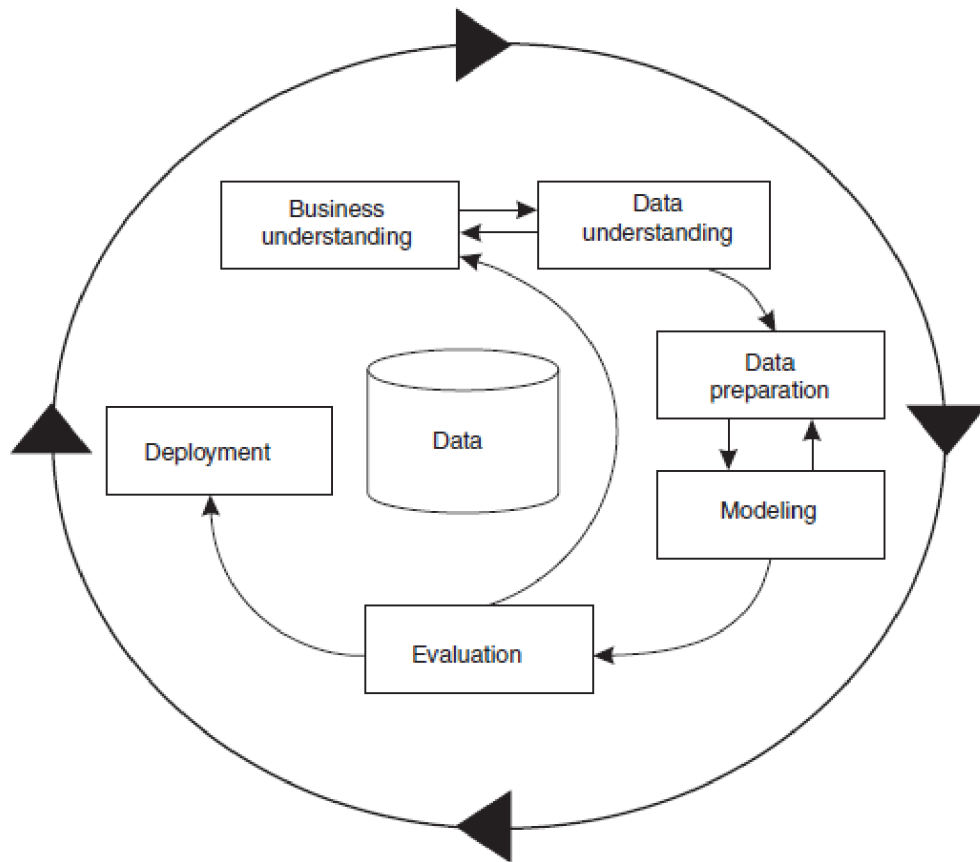 Business
understanding
Data
understanding
Data
preparation
Deployment
Data
Modeling
Evaluation